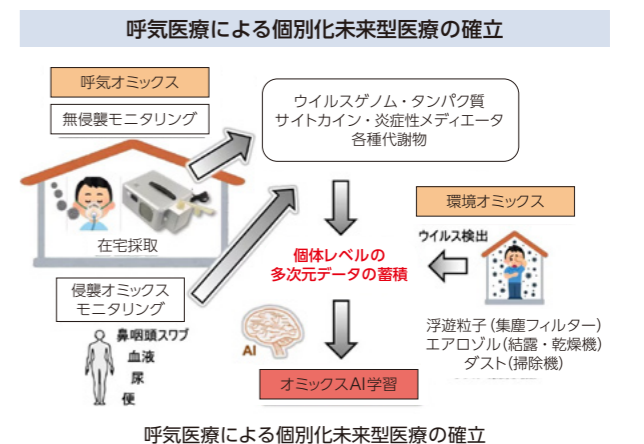 呼気医療による個別化未来型医療の確立
呼気オミックス
無侵襲モニタリング
在宅採取
ウイルスゲノム・タンパク質
サイトカイン・炎症性メディエータ
各種代謝物
環境オミックス
ウイルス検出
個体レベルの
多次元データの蓄積
侵襲オミックス
モニタリング
鼻咽頭スワブ
血液
尿
便
AI
浮遊粒子(集塵フィルター)
エアロゾル(結露・乾燥機)
ダスト(掃除機)
オミックスAI学習
呼気医療による個別化未来型医療の確立